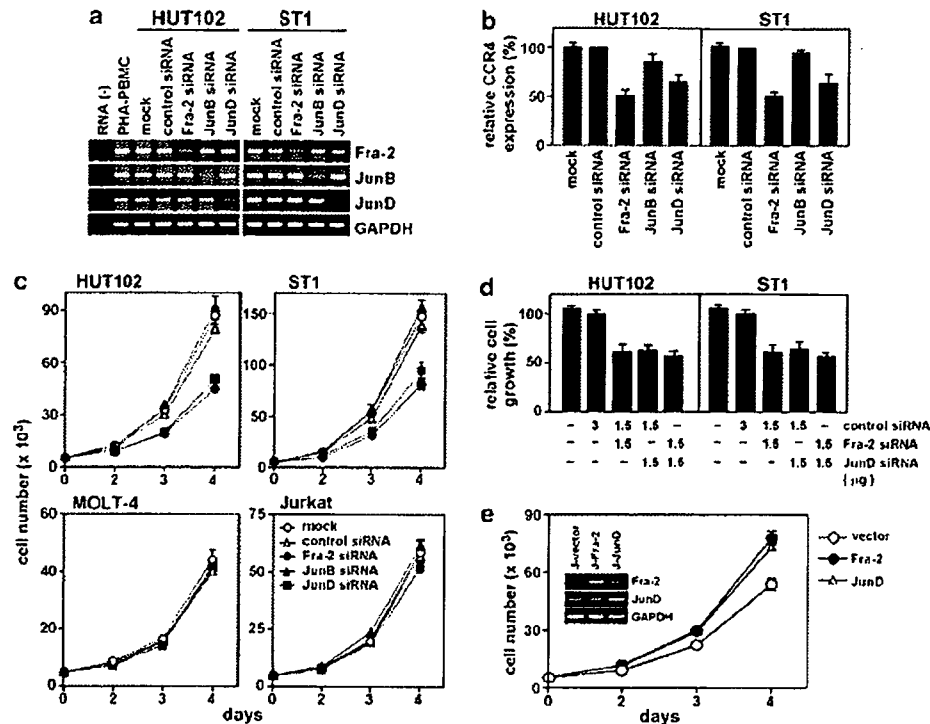 a
HUT102 ST1
RNA (-)
PHA-PBMC
mock
control siRNA
Fra-2 siRNA
JunB siRNA
JunD siRNA
mock
control siRNA
Fra-2 siRNA
JunB siRNA
JunD siRNA
Fra-2
JunB
JunD
GAPDH
b
HUT102 ST1
relative CCR4
expression (%)
100
50
0
mock
control siRNA
Fra-2 siRNA
JunB siRNA
JunD siRNA
mock
control siRNA
Fra-2 siRNA
JunB siRNA
JunD siRNA
c
cell number (x 10³)
HUT102
90
60
30
0
0 2 3 4
ST1
150
100
50
0
0 2 3 4
MOLT-4
60
40
20
0
0 2 3 4
Jurkat
75
50
25
0
0 2 3 4
mock
control siRNA
Fra-2 siRNA
JunB siRNA
JunD siRNA
days
d
HUT102 ST1
relative cell
growth (%)
100
50
0
- 3 1.5 1.5 - - 3 1.5 1.5 - control siRNA
- - 1.5 - 1.5 - - 1.5 - 1.5 Fra-2 siRNA
- - - 1.5 1.5 - - - 1.5 1.5 JunD siRNA
(µg)
e
cell number (x 10³)
90
60
30
0
0 2 3 4
days
J-vector
J-Fra-2
J-JunD
Fra-2
JunD
GAPDH
vector
Fra-2
JunD